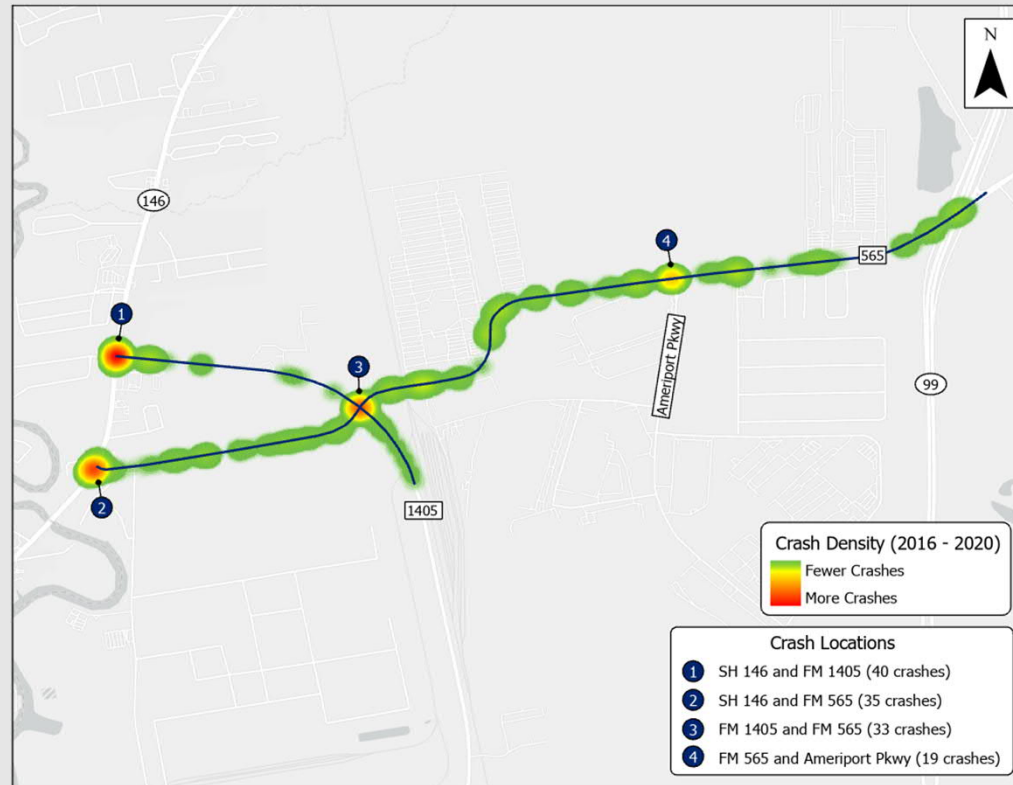 N
146
1
4
565
3
Ameriport Pkwy
99
2
1405
Crash Density (2016 - 2020)
Fewer Crashes
More Crashes
Crash Locations
1 SH 146 and FM 1405 (40 crashes)
2 SH 146 and FM 565 (35 crashes)
3 FM 1405 and FM 565 (33 crashes)
4 FM 565 and Ameriport Pkwy (19 crashes)